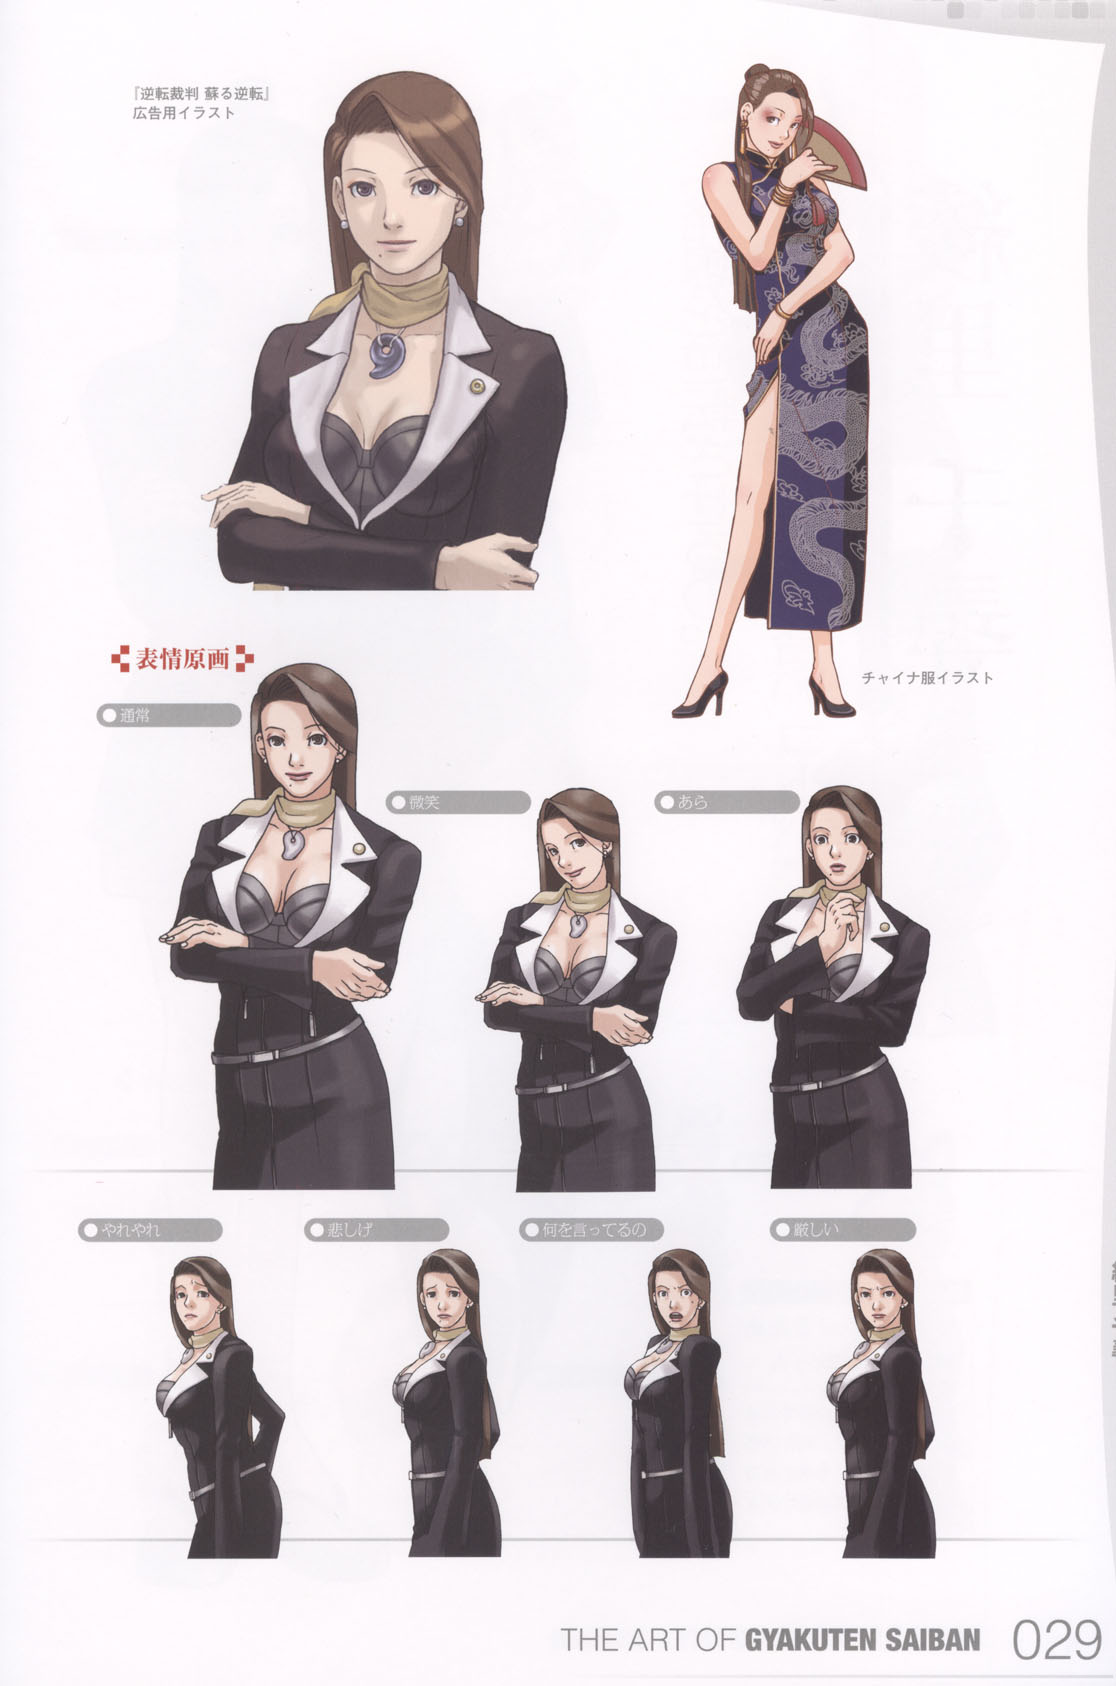 『逆転裁判 蘇る逆転』
広告用イラスト
チャイナ服イラスト
表情原画
通常
微笑
あら
やれやれ
悲しげ
何を言ってるの
厳しい
THE ART OF GYAKUTEN SAIBAN 029